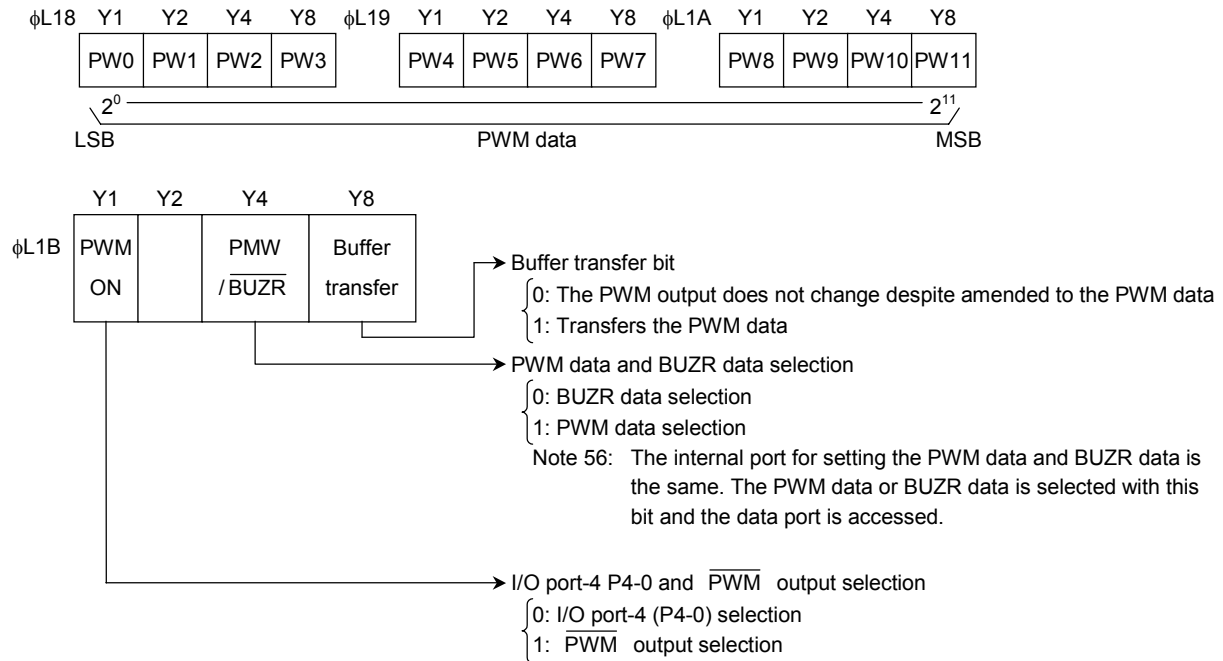 ϕL18 Y1 Y2 Y4 Y8 ϕL19 Y1 Y2 Y4 Y8 ϕL1A Y1 Y2 Y4 Y8
PW0 PW1 PW2 PW3 PW4 PW5 PW6 PW7 PW8 PW9 PW10 PW11
2⁰ 2¹¹
LSB PWM data MSB
Y1 Y2 Y4 Y8
ϕL1B PWM PMW Buffer
ON /B̅U̅Z̅R̅ transfer
Buffer transfer bit
0: The PWM output does not change despite amended to the PWM data
1: Transfers the PWM data
PWM data and BUZR data selection
0: BUZR data selection
1: PWM data selection
Note 56: The internal port for setting the PWM data and BUZR data is
the same. The PWM data or BUZR data is selected with this
bit and the data port is accessed.
I/O port-4 P4-0 and P̅W̅M̅ output selection
0: I/O port-4 (P4-0) selection
1: P̅W̅M̅ output selection